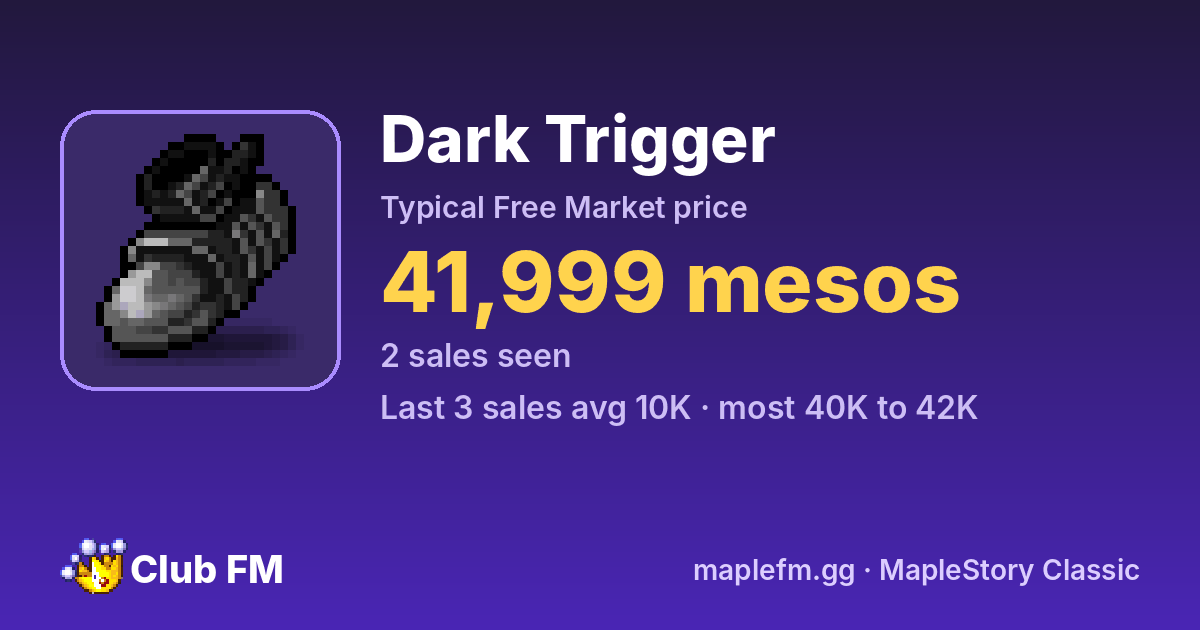 Dark Trigger
Typical Free Market price
41,999 mesos
2 sales seen
Last 3 sales avg 10K · most 40K to 42K
Club FM
maplefm.gg · MapleStory Classic